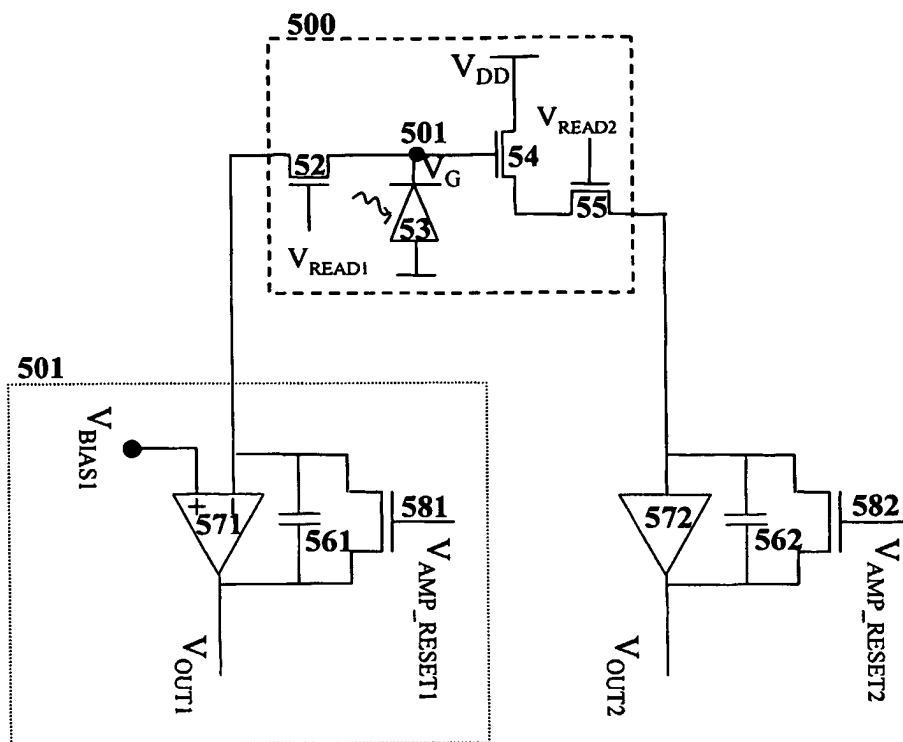 500
V_DD
V_READ2
501
52
54
V_G
55
53
V_READ1
501
V_BIAS1
+
571
561
581
V_AMP_RESET1
V_OUT1
572
562
582
V_AMP_RESET2
V_OUT2